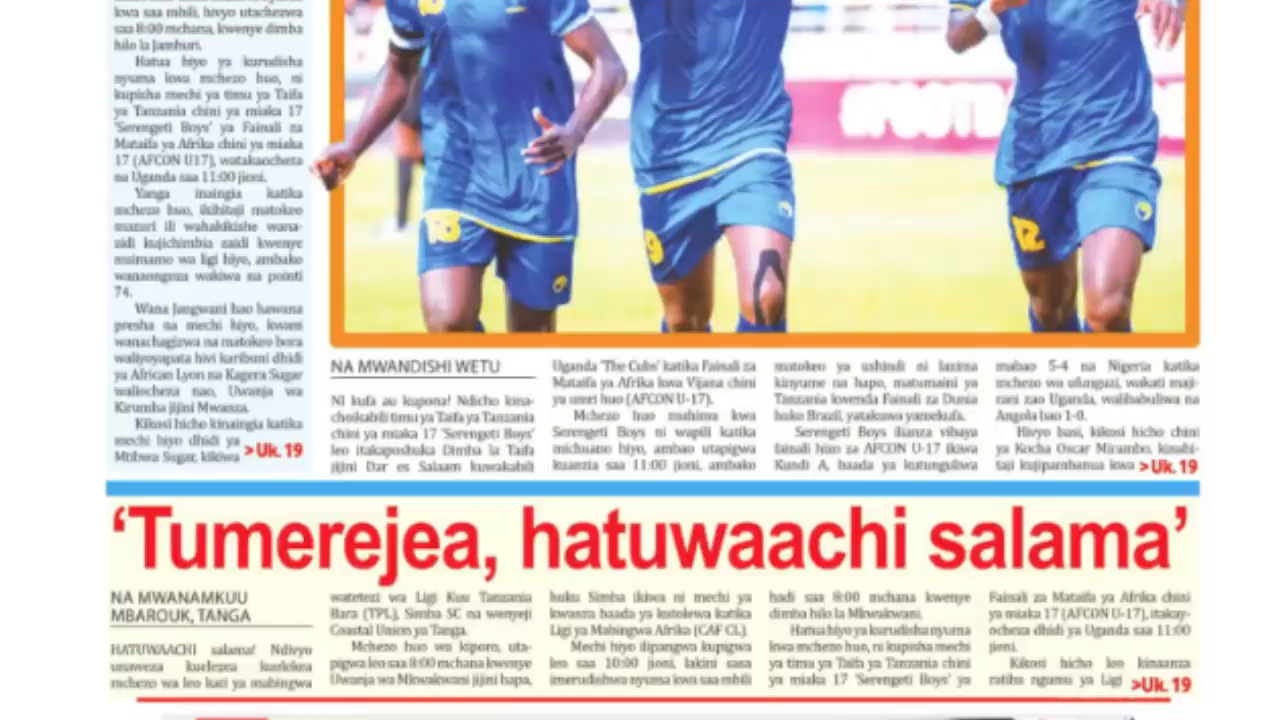 kwa saa mbili, hivyo utachezwa
saa 8:00 mchana, kwenye dimba
hilo la Jamhuri.
Hatua hiyo ya kurudisha
nyuma kwa mchezo huo, ni
kupisha mechi ya timu ya Taifa
ya Tanzania chini ya miaka 17
'Serengeti Boys' ya Fainali za
Mataifa ya Afrika chini ya miaka
17 (AFCON U17), watakaocheza
na Uganda saa 11:00 jioni.
Yanga inaingia katika
mchezo huo, ikihitaji matokeo
mazuri ili wahakikishe wana-
zidi kujichimbia zaidi kwenye
msimamo wa ligi hiyo, ambako
wanaongoza wakiwa na pointi
74.
Wana Jangwani hao hawana
presha na mechi hiyo, kwani
wanachagizwa na matokeo bora
waliyoyapata hivi karibuni dhidi
ya African Lyon na Kagera Sugar
waliocheza nao, Uwanja wa
Kirumba jijini Mwanza.
Kikosi hicho kinaingia katika
mechi hiyo dhidi ya
Mtibwa Sugar, kikiwa >Uk. 19
18
9
12
NA MWANDISHI WETU
NI kufa au kupona! Ndicho kina-
choikabili timu ya Taifa ya Tanzania
chini ya miaka 17 'Serengeti Boys'
leo itakaposhuka Dimba la Taifa
jijini Dar es Salaam kuwakabili
Uganda 'The Cubs' katika Fainali za
Mataifa ya Afrika kwa Vijana chini
ya umri huo (AFCON U-17).
Mchezo huo muhimu kwa
Serengeti Boys ni wapili katika
michuano hiyo, ambao utapigwa
kuanzia saa 11:00 jioni, ambako
matokeo ya ushindi ni lazima
kinyume na hapo, matumaini ya
Tanzania kwenda Fainali za Dunia
huko Brazil, yatakuwa yamekufa.
Serengeti Boys ilianza vibaya
fainali hizo za AFCON U-17 ikiwa
Kundi A, baada ya kutunguliwa
mabao 5-4 na Nigeria katika
mchezo wa ufunguzi, wakati maji-
rani zao Uganda, walibabuliwa na
Angola bao 1-0.
Hivyo basi, kikosi hicho chini
ya Kocha Oscar Mirambo, kinahi-
taji kujipambanua kwa >Uk. 19
'Tumerejea, hatuwaachi salama'
NA MWANAMKUU
MBAROUK, TANGA
HATUWAACHI salama! Ndivyo
unaweza kuelezea kuelekea
mchezo wa leo kati ya mabingwa
watetezi wa Ligi Kuu Tanzania
Bara (TPL), Simba SC na wenyeji
Coastal Union ya Tanga.
Mchezo huo wa kiporo, uta-
pigwa leo saa 8:00 mchana kwenye
Uwanja wa Mkwakwani jijini hapa,
huku Simba ikiwa ni mechi ya
kwanza baada ya kutolewa katika
Ligi ya Mabingwa Afrika (CAF CL).
Mechi hiyo ilipangwa kupigwa
leo saa 10:00 jioni, lakini sasa
imerudishwa nyuma kwa saa mbili
hadi saa 8:00 mchana kwenye
dimba hilo la Mkwakwani.
Hatua hiyo ya kurudisha nyuma
kwa mchezo huo, ni kupisha mechi
ya timu ya Taifa ya Tanzania chini
ya miaka 17 'Serengeti Boys' ya
Fainali za Mataifa ya Afrika chini
ya miaka 17 (AFCON U-17), itakay-
ocheza dhidi ya Uganda saa 11:00
jioni.
Kikosi hicho leo kinaanza
ratiba ngumu ya Ligi >Uk. 19